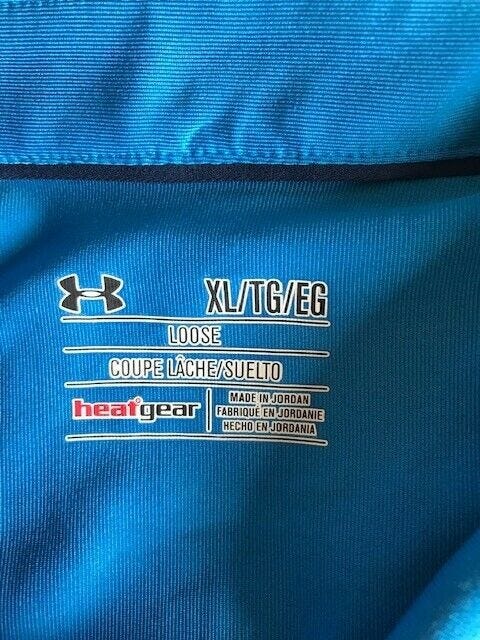 XL/TG/EG
LOOSE
COUPE LÂCHE/SUELTO
heatgear
MADE IN JORDAN
FABRIQUÉ EN JORDANIE
HECHO EN JORDANIA